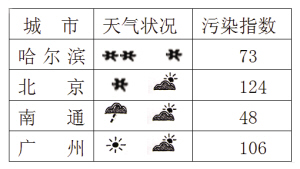 城 市 天气状况 污染指数
哈尔滨 73
北 京 124
南 通 48
广 州 106